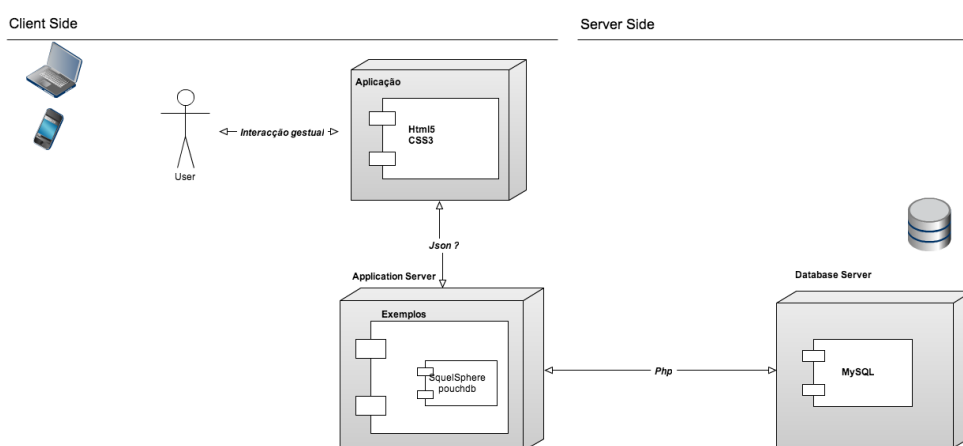 Client Side
Server Side
Aplicação
Html5
CSS3
Interacção gestual
User
Json ?
Application Server
Database Server
Exemplos
SquelSphere
pouchdb
Php
MySQL